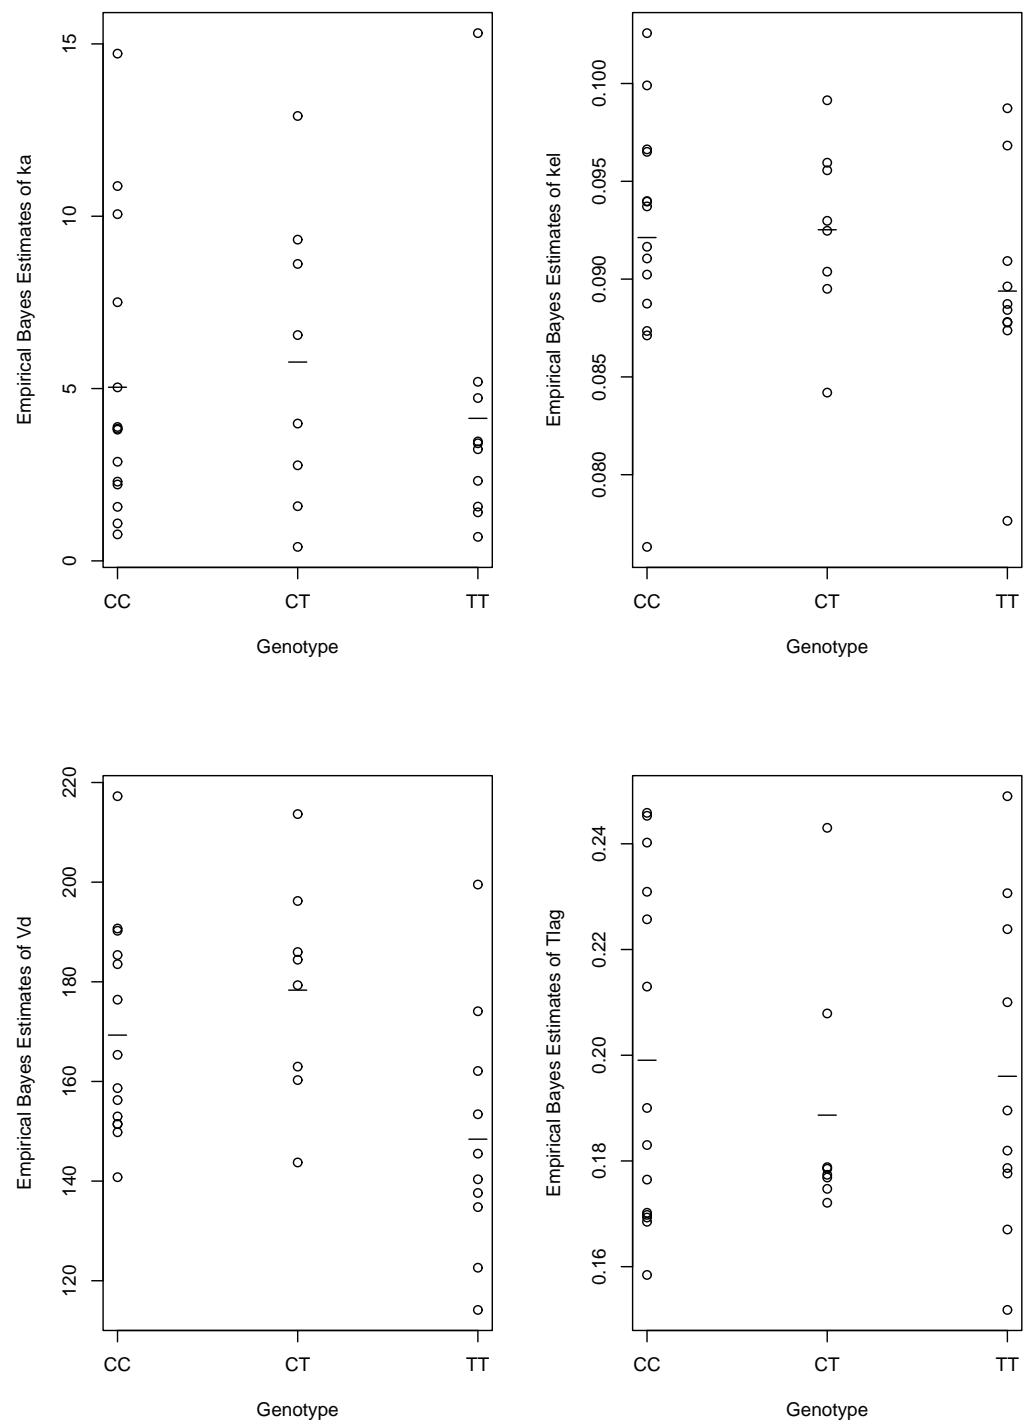 Empirical Bayes Estimates of ka
15
10
5
0
CC CT TT
Genotype
Empirical Bayes Estimates of kel
0.100
0.095
0.090
0.085
0.080
CC CT TT
Genotype
Empirical Bayes Estimates of Vd
220
200
180
160
140
120
CC CT TT
Genotype
Empirical Bayes Estimates of Tlag
0.24
0.22
0.20
0.18
0.16
CC CT TT
Genotype